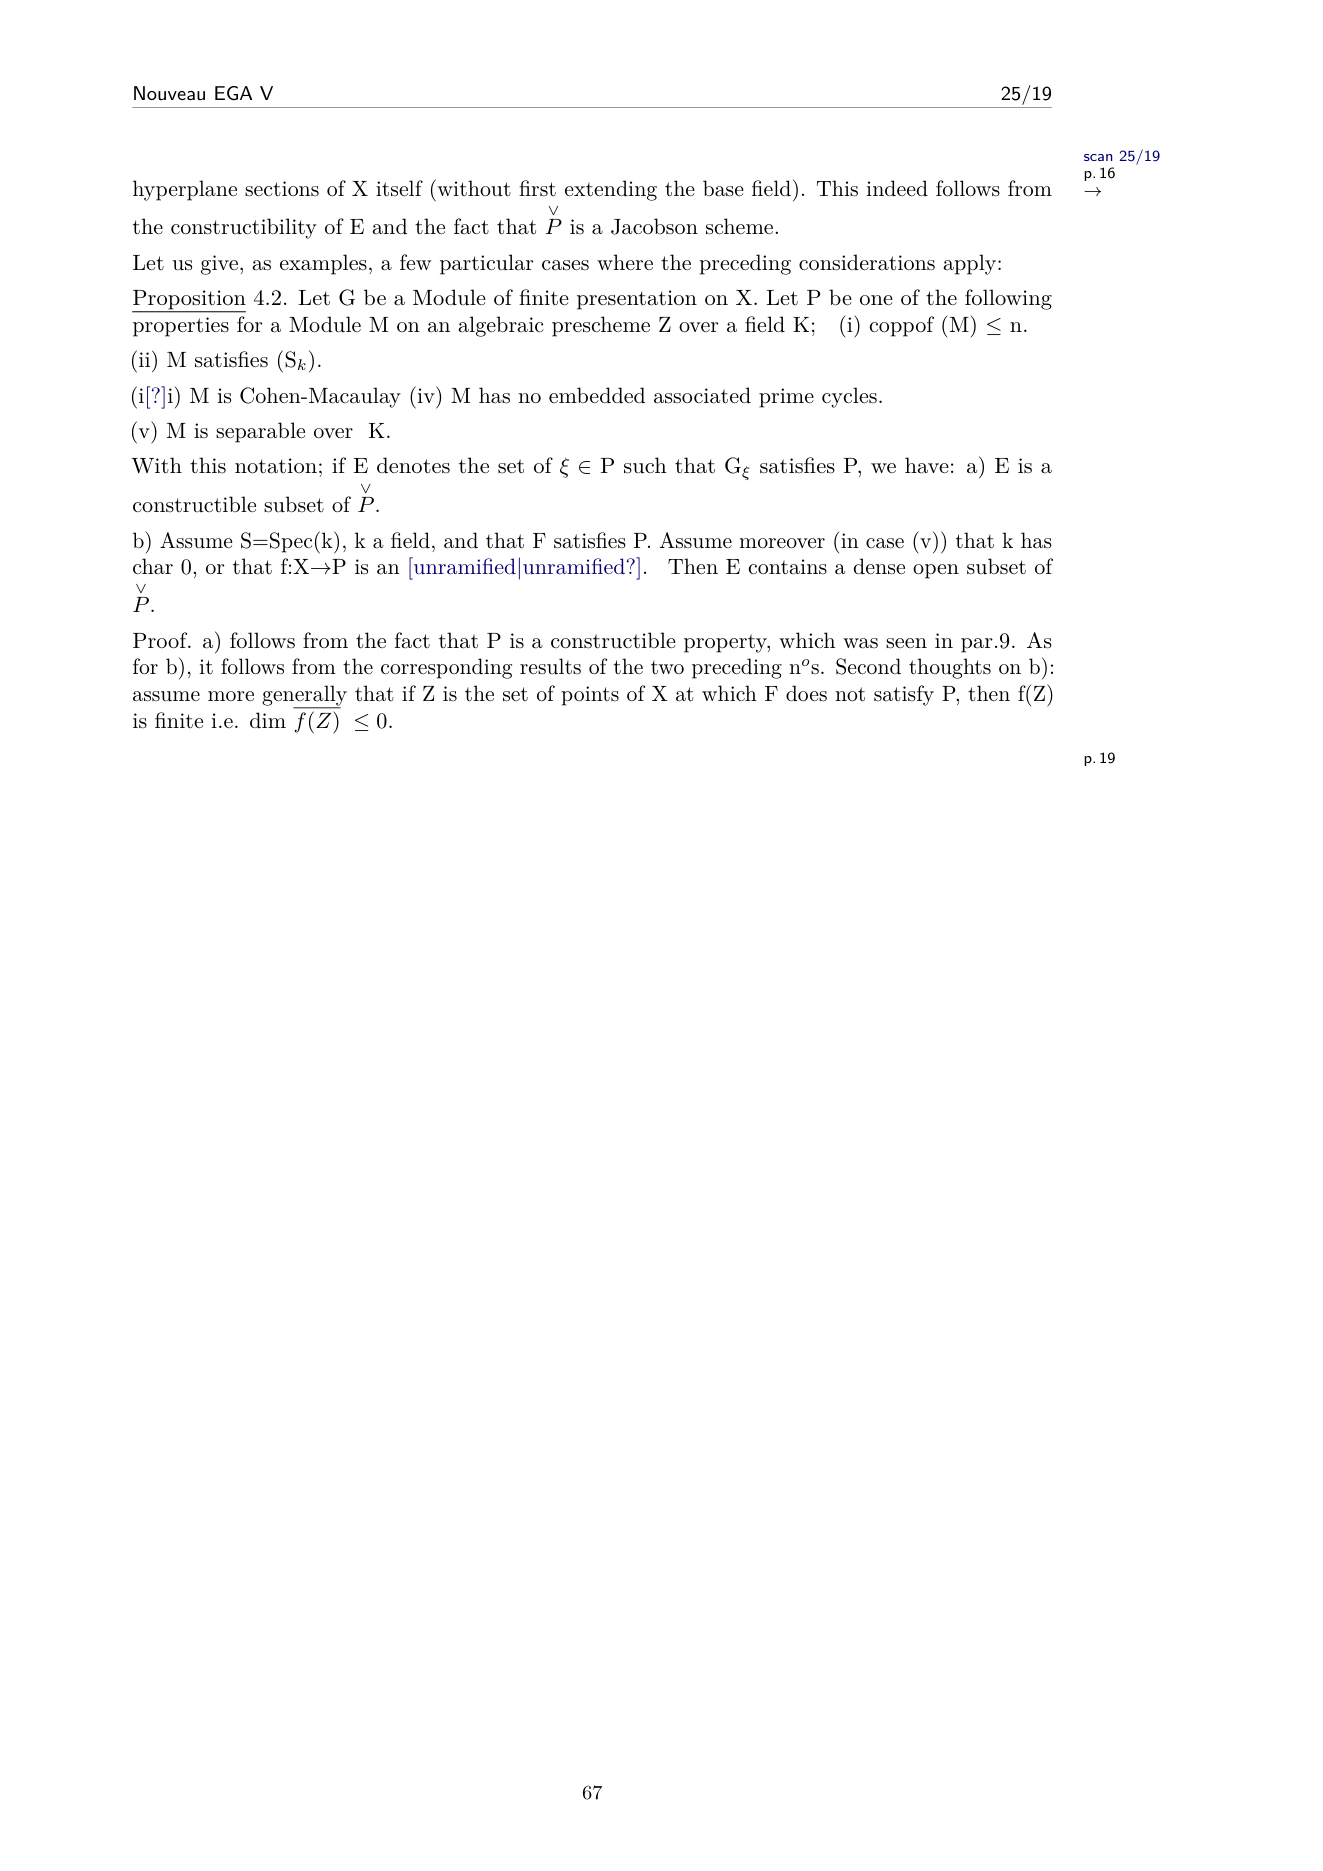 Nouveau EGA V 25/19
scan 25/19
p. 16
→
hyperplane sections of X itself (without first extending the base field). This indeed follows from
the constructibility of E and the fact that P̌ is a Jacobson scheme.
Let us give, as examples, a few particular cases where the preceding considerations apply:
Proposition 4.2. Let G be a Module of finite presentation on X. Let P be one of the following
properties for a Module M on an algebraic prescheme Z over a field K; (i) coppof (M) ≤ n.
(ii) M satisfies (Sₖ).
(i[?]i) M is Cohen-Macaulay (iv) M has no embedded associated prime cycles.
(v) M is separable over K.
With this notation; if E denotes the set of ξ ∈ P such that G_ξ satisfies P, we have: a) E is a
constructible subset of P̌.
b) Assume S=Spec(k), k a field, and that F satisfies P. Assume moreover (in case (v)) that k has
char 0, or that f:X→P is an [unramified|unramified?]. Then E contains a dense open subset of
P̌.
Proof. a) follows from the fact that P is a constructible property, which was seen in par.9. As
for b), it follows from the corresponding results of the two preceding nᵒs. Second thoughts on b):
assume more generally that if Z is the set of points of X at which F does not satisfy P, then f(Z)
is finite i.e. dim \overline{f(Z)} ≤ 0.
p. 19
67